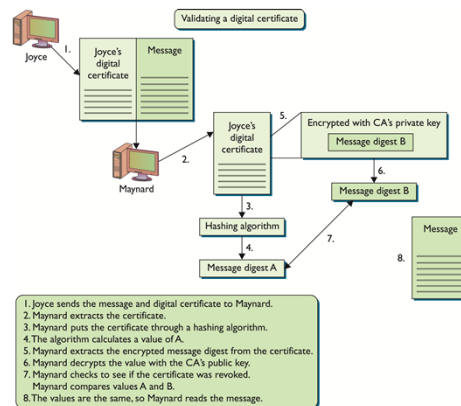 Validating a digital certificate
Joyce
1.
Joyce's
digital
certificate
Message
Maynard
2.
Joyce's
digital
certificate
5.
Encrypted with CA's private key
Message digest B
6.
Message digest B
3.
Hashing algorithm
4.
7.
Message digest A
Message
8.
1. Joyce sends the message and digital certificate to Maynard.
2. Maynard extracts the certificate.
3. Maynard puts the certificate through a hashing algorithm.
4. The algorithm calculates a value of A.
5. Maynard extracts the encrypted message digest from the certificate.
6. Maynard decrypts the value with the CA's public key.
7. Maynard checks to see if the certificate was revoked.
Maynard compares values A and B.
8. The values are the same, so Maynard reads the message.